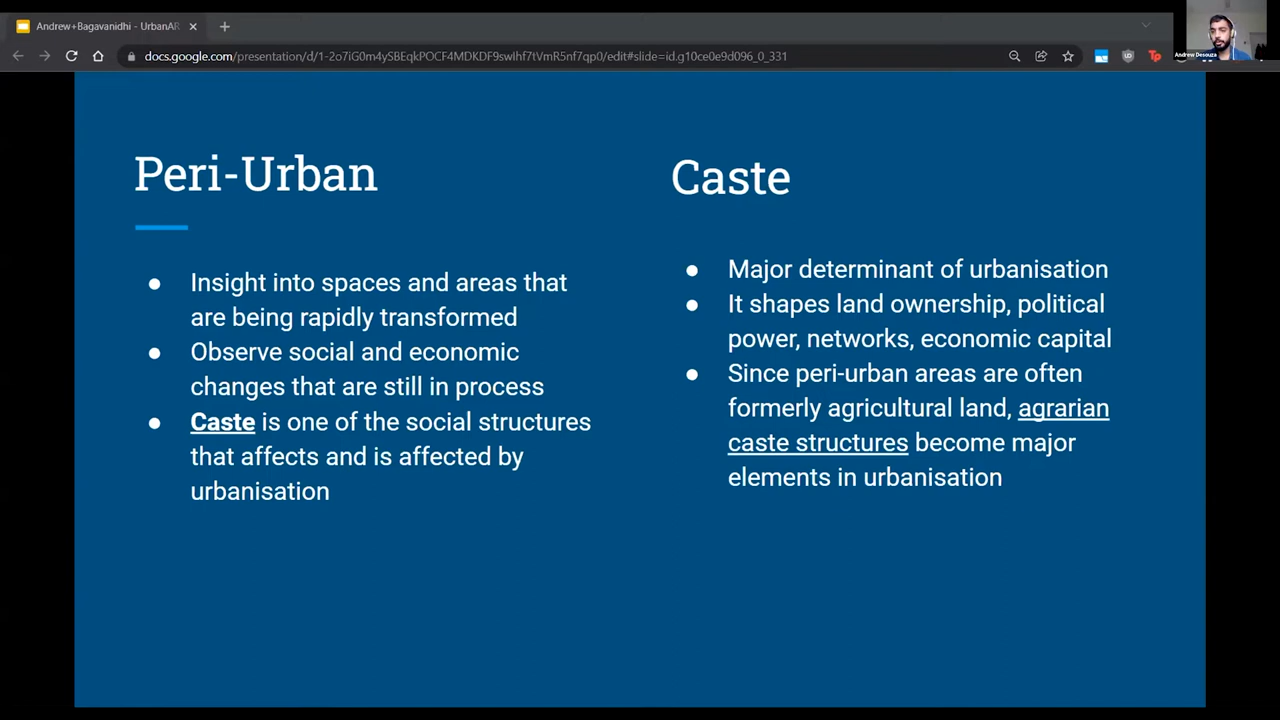 Andrew+Bagavanidhi - UrbanAR
docs.google.com/presentation/d/1-2o7iG0m4ySBEqkPOCF4MDKDF9swIhf7tVmR5nf7qp0/edit#slide=id.g10ce0e9d096_0_331
Andrew Desouza
Peri-Urban
● Insight into spaces and areas that
are being rapidly transformed
● Observe social and economic
changes that are still in process
● Caste is one of the social structures
that affects and is affected by
urbanisation
Caste
● Major determinant of urbanisation
● It shapes land ownership, political
power, networks, economic capital
● Since peri-urban areas are often
formerly agricultural land, agrarian
caste structures become major
elements in urbanisation